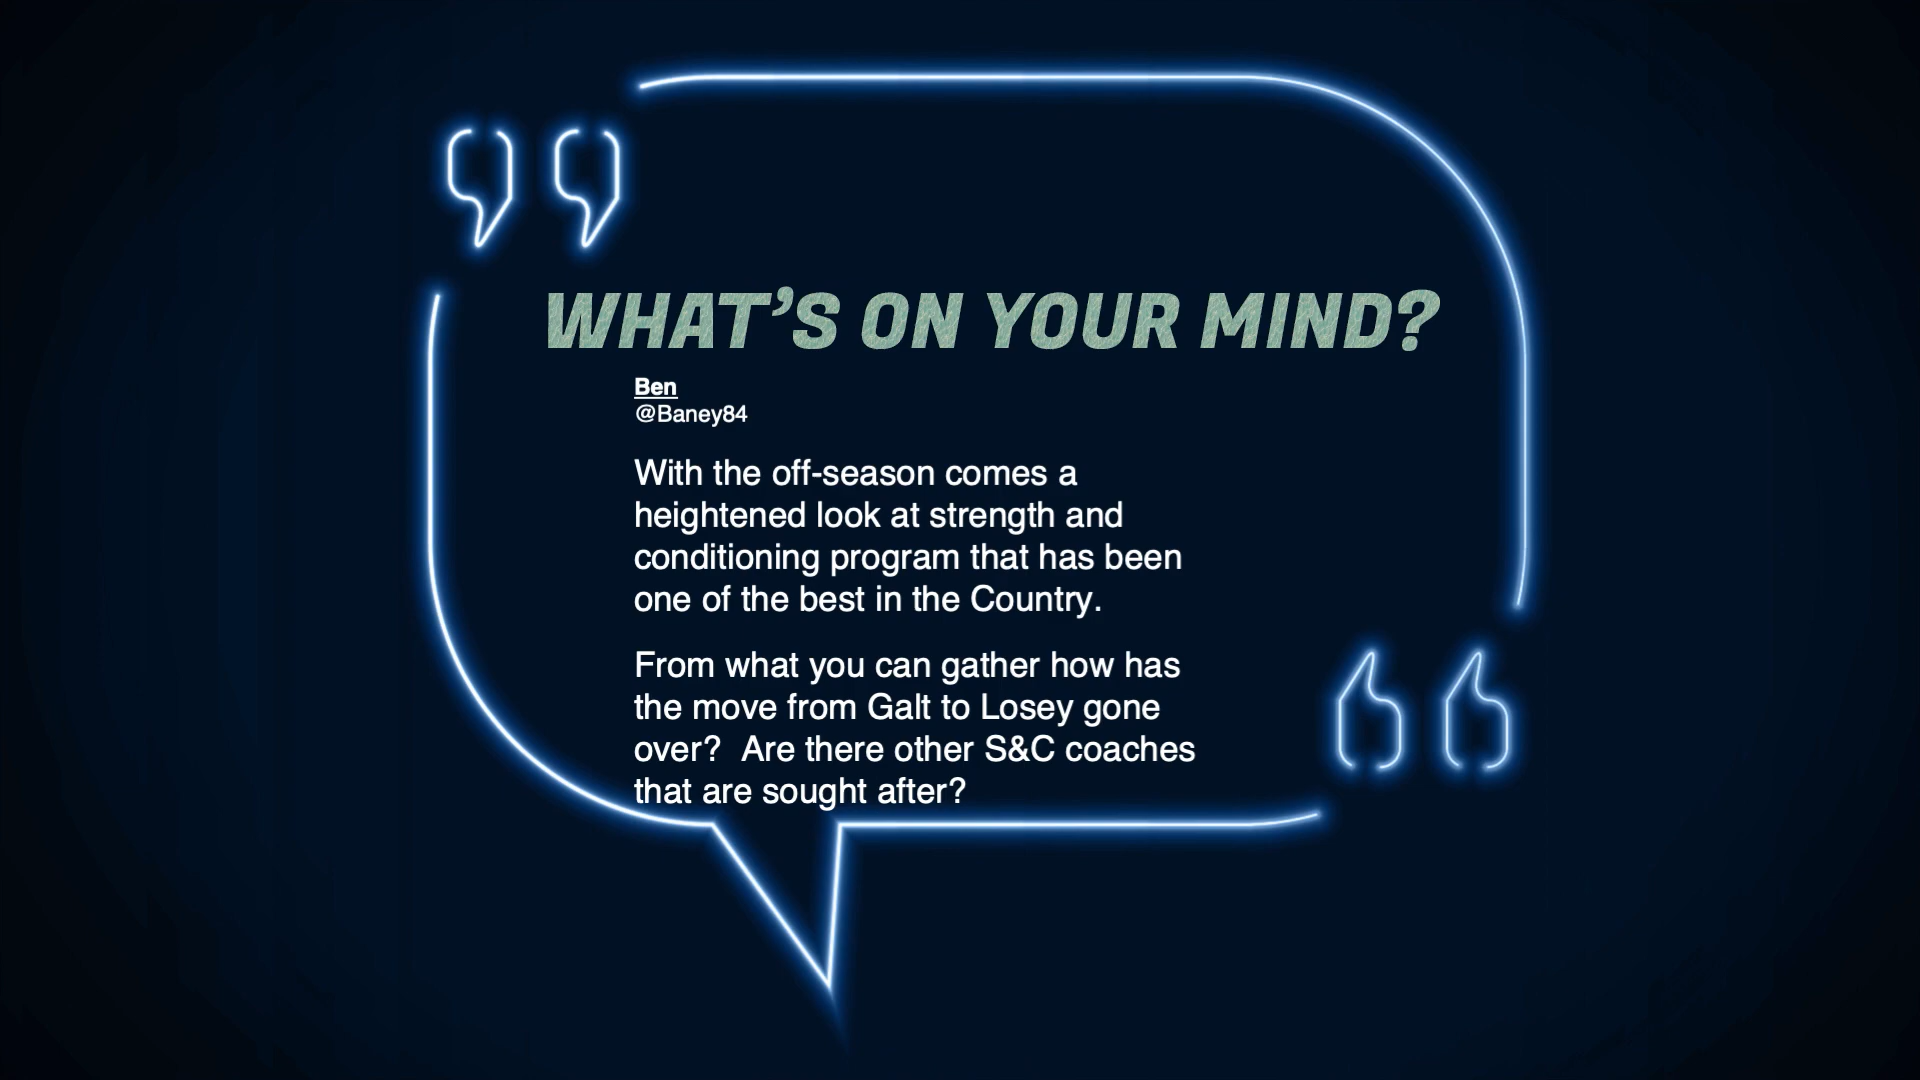 WHAT'S ON YOUR MIND?
Ben
@Baney84
With the off-season comes a
heightened look at strength and
conditioning program that has been
one of the best in the Country.
From what you can gather how has
the move from Galt to Losey gone
over?  Are there other S&C coaches
that are sought after?